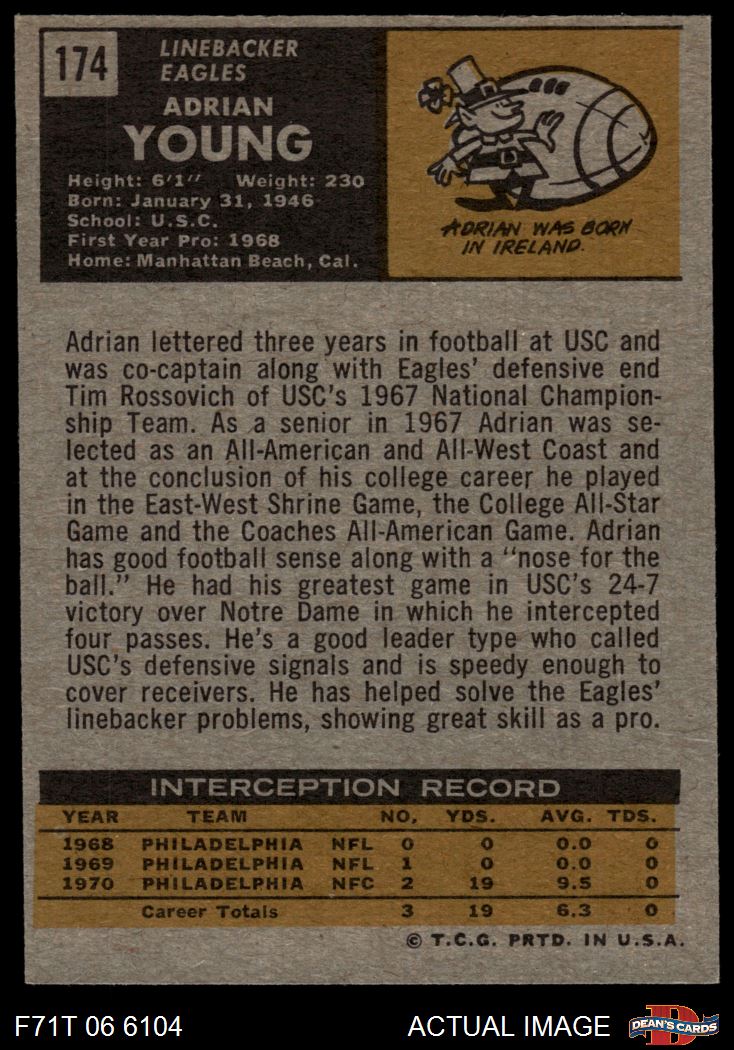 174
LINEBACKER
EAGLES
ADRIAN
YOUNG
Height: 6'1" Weight: 230
Born: January 31, 1946
School: U.S.C.
First Year Pro: 1968
Home: Manhattan Beach, Cal.
ADRIAN WAS BORN
IN IRELAND.
Adrian lettered three years in football at USC and
was co-captain along with Eagles' defensive end
Tim Rossovich of USC's 1967 National Champion-
ship Team. As a senior in 1967 Adrian was se-
lected as an All-American and All-West Coast and
at the conclusion of his college career he played
in the East-West Shrine Game, the College All-Star
Game and the Coaches All-American Game. Adrian
has good football sense along with a "nose for the
ball." He had his greatest game in USC's 24-7
victory over Notre Dame in which he intercepted
four passes. He's a good leader type who called
USC's defensive signals and is speedy enough to
cover receivers. He has helped solve the Eagles'
linebacker problems, showing great skill as a pro.
INTERCEPTION RECORD
YEAR TEAM NO. YDS. AVG. TDS.
1968 PHILADELPHIA NFL 0 0 0.0 0
1969 PHILADELPHIA NFL 1 0 0.0 0
1970 PHILADELPHIA NFC 2 19 9.5 0
Career Totals 3 19 6.3 0
© T.C.G. PRTD. IN U.S.A.
F71T 06 6104 ACTUAL IMAGE D DEAN'S CARDS